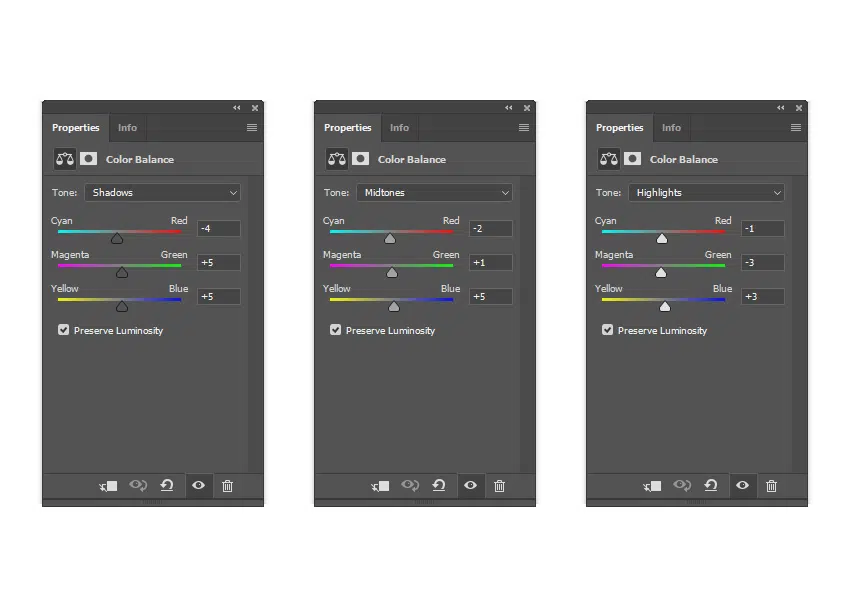 Properties Info
Color Balance
Tone: Shadows
Cyan Red -4
Magenta Green +5
Yellow Blue +5
Preserve Luminosity
Properties Info
Color Balance
Tone: Midtones
Cyan Red -2
Magenta Green +1
Yellow Blue +5
Preserve Luminosity
Properties Info
Color Balance
Tone: Highlights
Cyan Red -1
Magenta Green -3
Yellow Blue +3
Preserve Luminosity